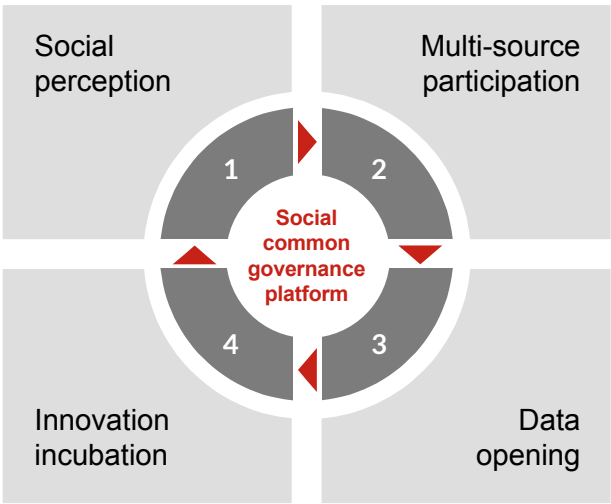 Social
perception
Multi-source
participation
1
2
Social
common
governance
platform
4
3
Innovation
incubation
Data
opening